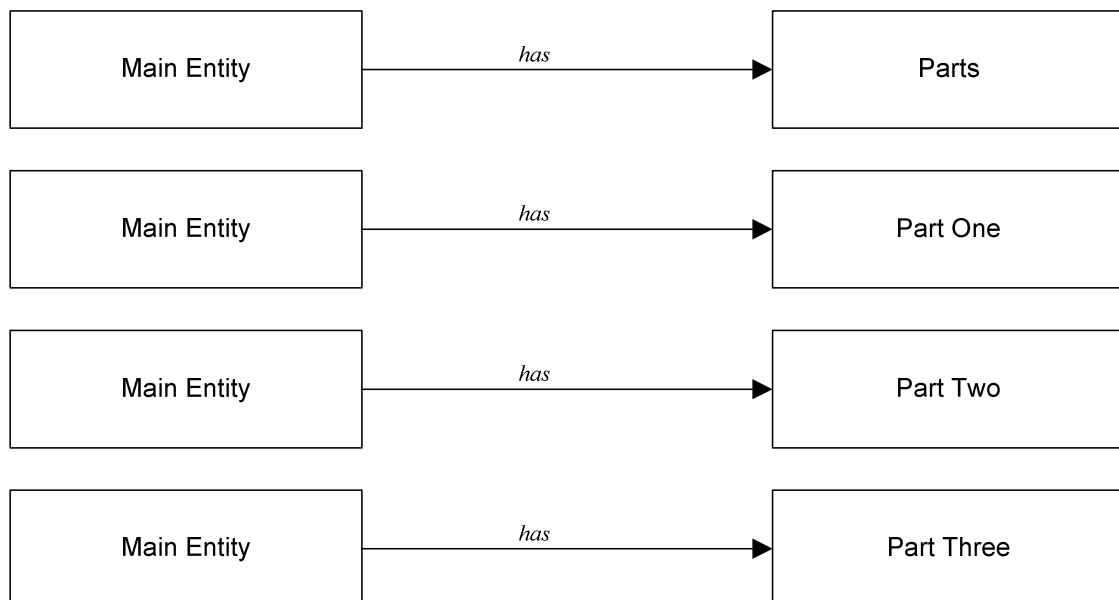 Main Entity has Parts
Main Entity has Part One
Main Entity has Part Two
Main Entity has Part Three